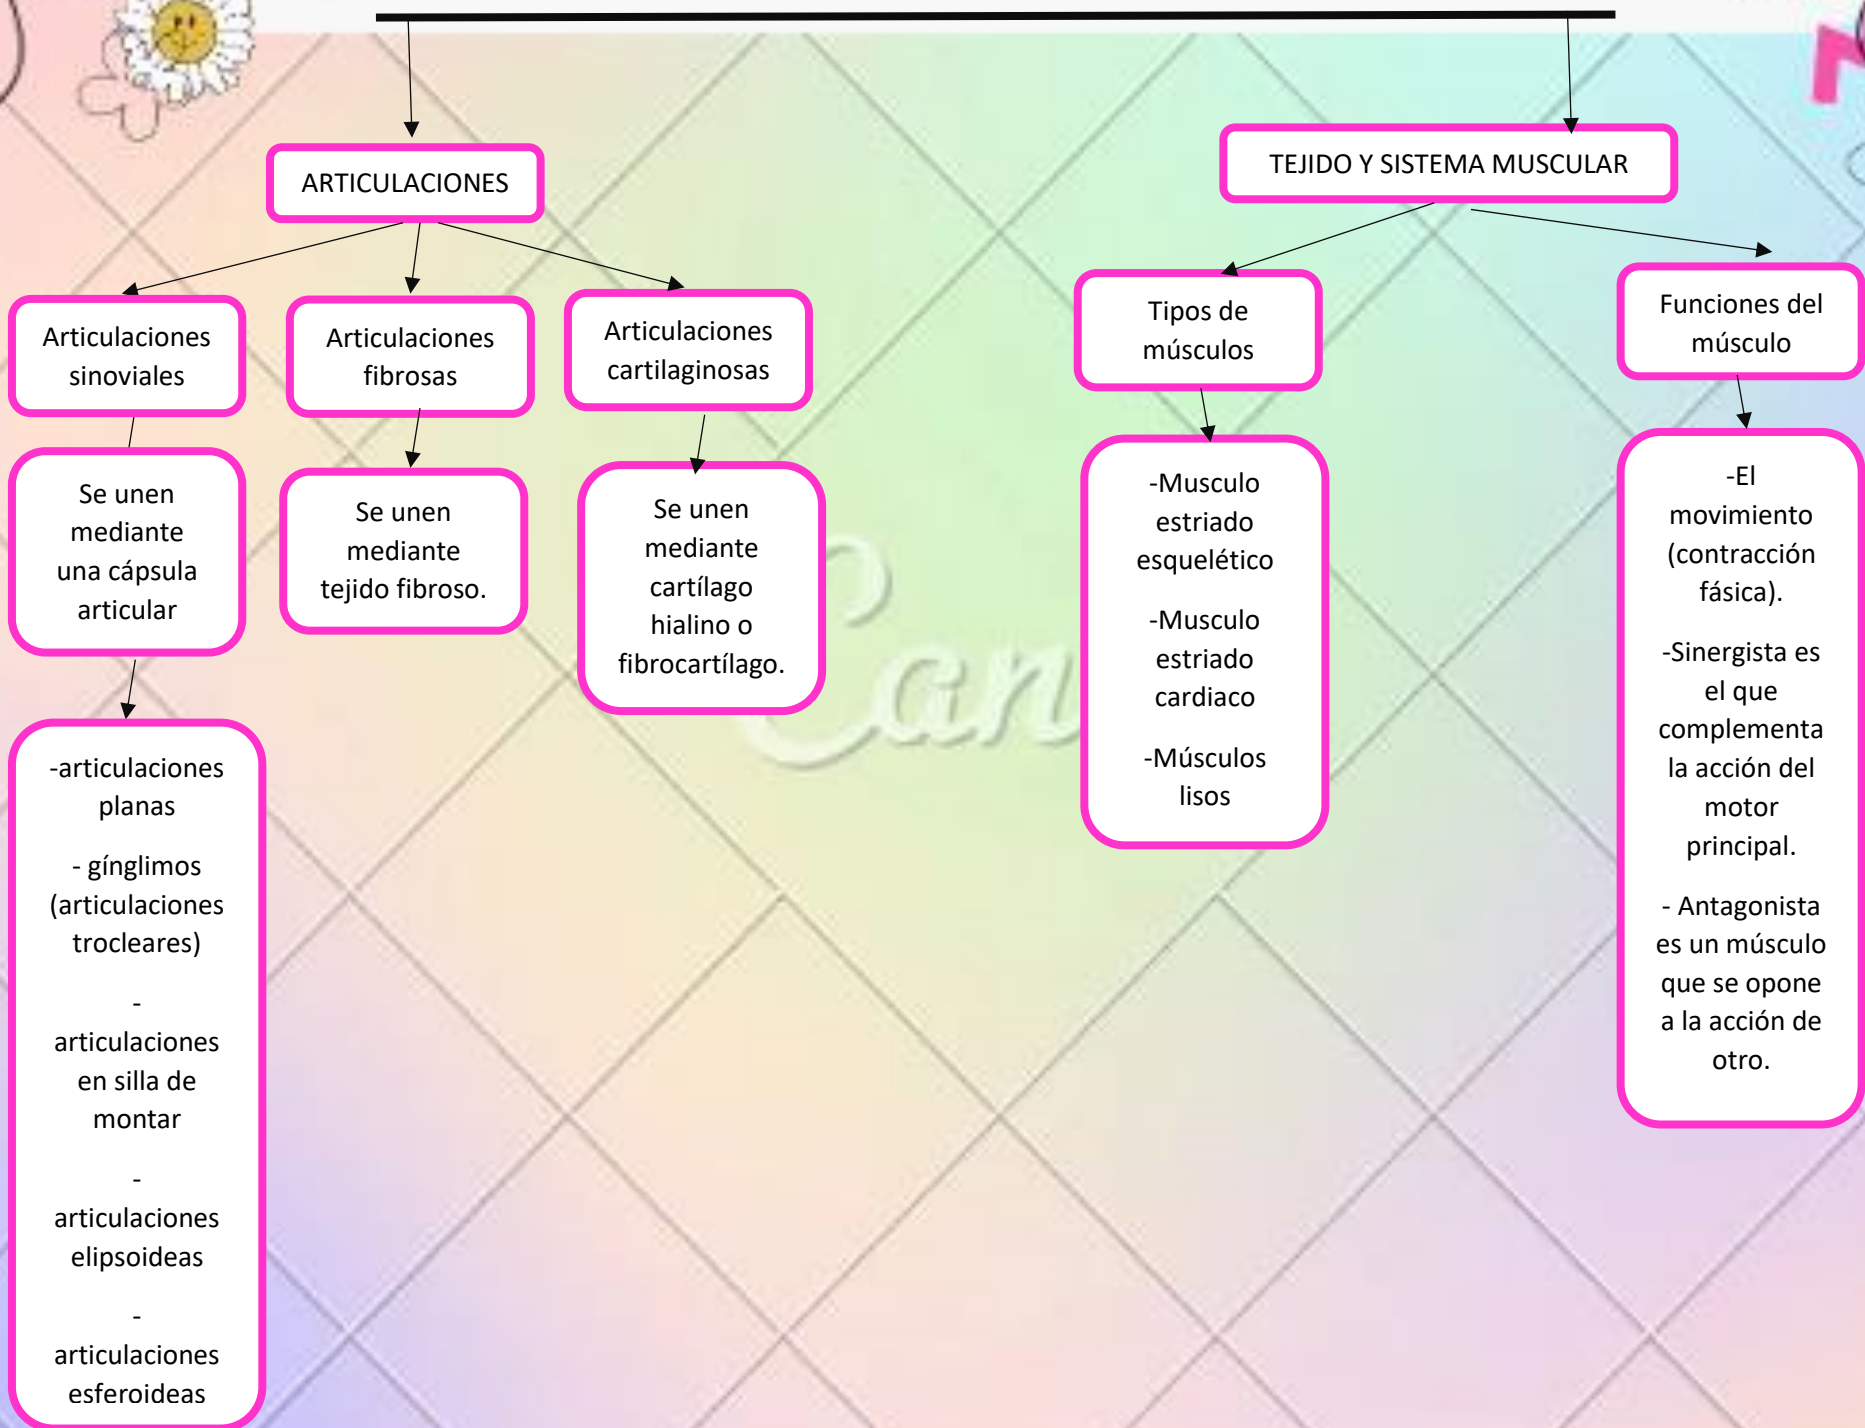 ARTICULACIONES
TEJIDO Y SISTEMA MUSCULAR
Articulaciones
sinoviales
Articulaciones
fibrosas
Articulaciones
cartilaginosas
Tipos de
músculos
Funciones del
músculo
Se unen
mediante
una cápsula
articular
Se unen
mediante
tejido fibroso.
Se unen
mediante
cartílago
hialino o
fibrocartílago.
-Musculo
estriado
esquelético
-Musculo
estriado
cardiaco
-Músculos
lisos
-El
movimiento
(contracción
fásica).
-Sinergista es
el que
complementa
la acción del
motor
principal.
- Antagonista
es un músculo
que se opone
a la acción de
otro.
-articulaciones
planas
- gínglimos
(articulaciones
trocleares)
-
articulaciones
en silla de
montar
-
articulaciones
elipsoideas
-
articulaciones
esferoideas
Can